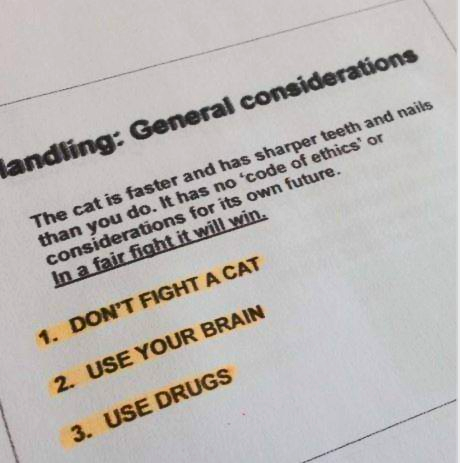 Handling: General considerations
The cat is faster and has sharper teeth and nails
than you do. It has no 'code of ethics' or
considerations for its own future.
In a fair fight it will win.
1. DON'T FIGHT A CAT
2. USE YOUR BRAIN
3. USE DRUGS